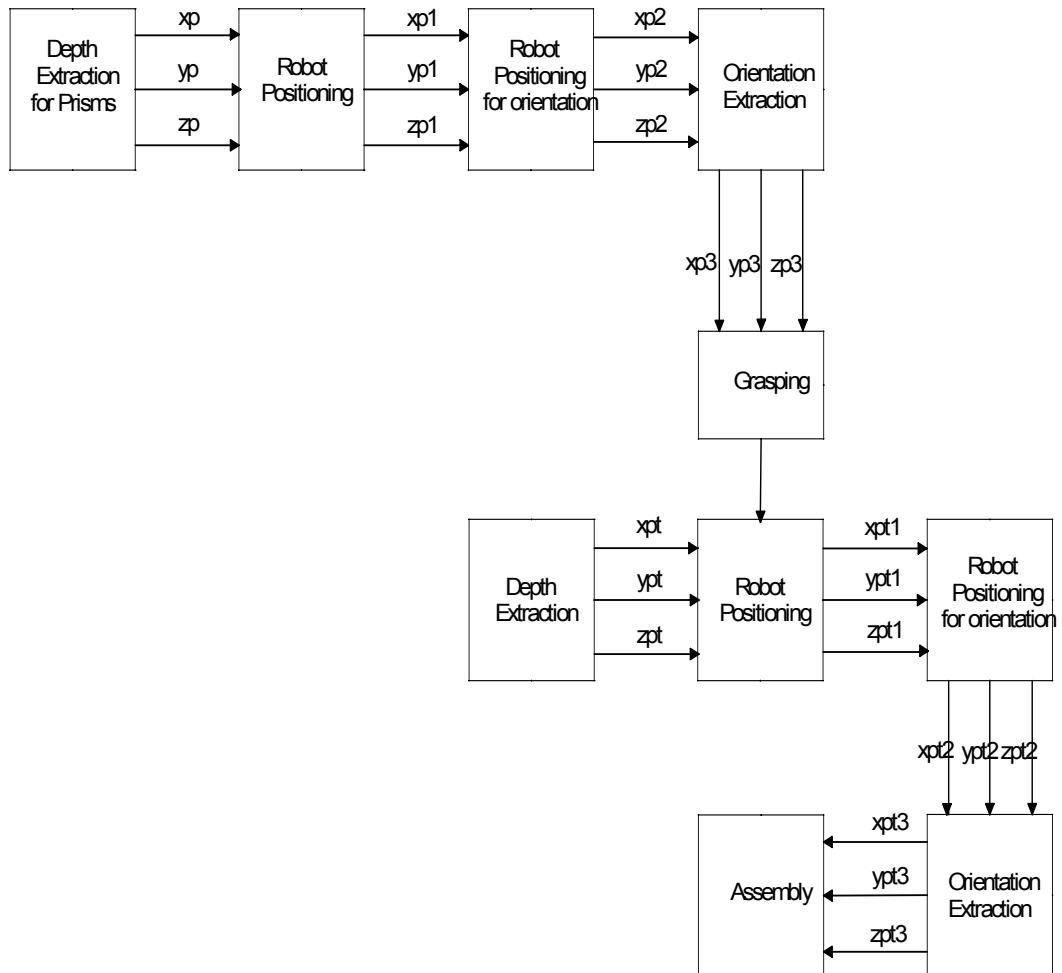 Depth
Extraction
for Prisms
xp
yp
zp
Robot
Positioning
xp1
yp1
zp1
Robot
Positioning
for orientation
xp2
yp2
zp2
Orientation
Extraction
xp3
yp3
zp3
Grasping
Depth
Extraction
xpt
ypt
zpt
Robot
Positioning
xpt1
ypt1
zpt1
Robot
Positioning
for orientation
xpt2
ypt2
zpt2
Orientation
Extraction
xpt3
ypt3
zpt3
Assembly